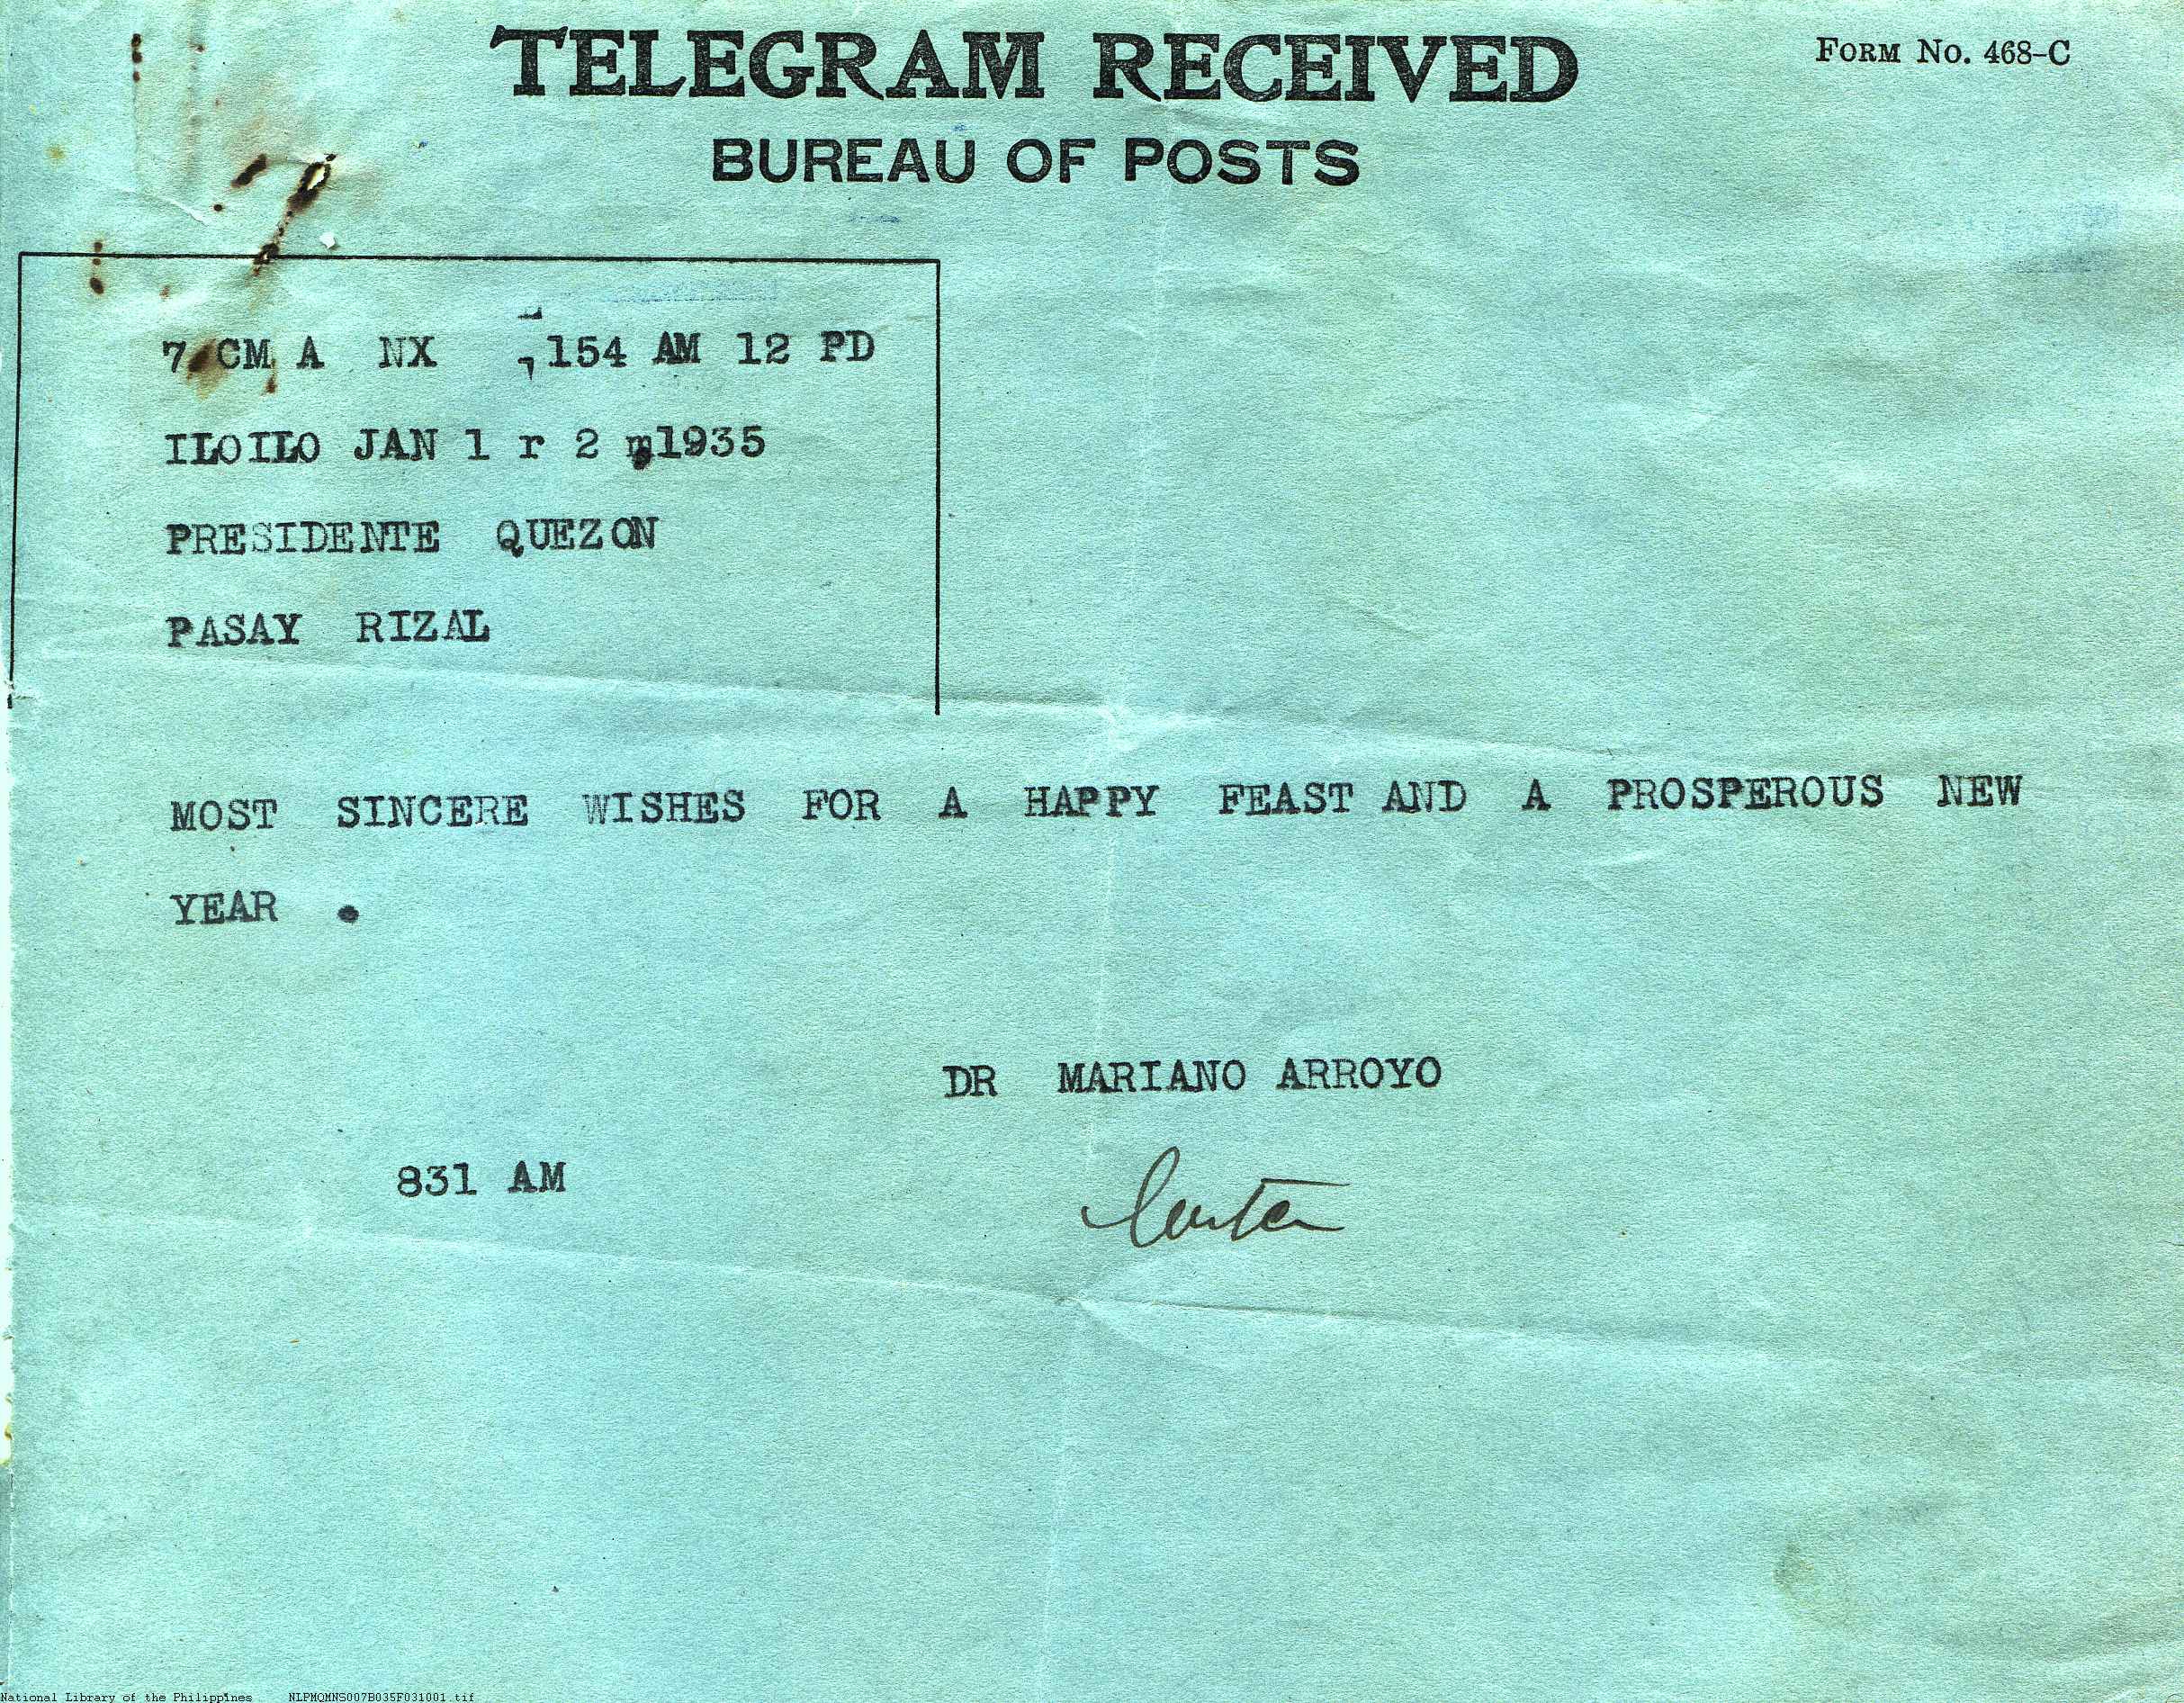 TELEGRAM RECEIVED
FORM NO. 468-C
BUREAU OF POSTS
7 CM A NX 154 AM 12 PD
ILOILO JAN 1 r 2 1935
PRESIDENTE QUEZON
PASAY RIZAL
MOST SINCERE WISHES FOR A HAPPY FEAST AND A PROSPEROUS NEW
YEAR .
DR MARIANO ARROYO
831 AM
National Library of the Philippines NLPMQMNS007B035F031001.tif